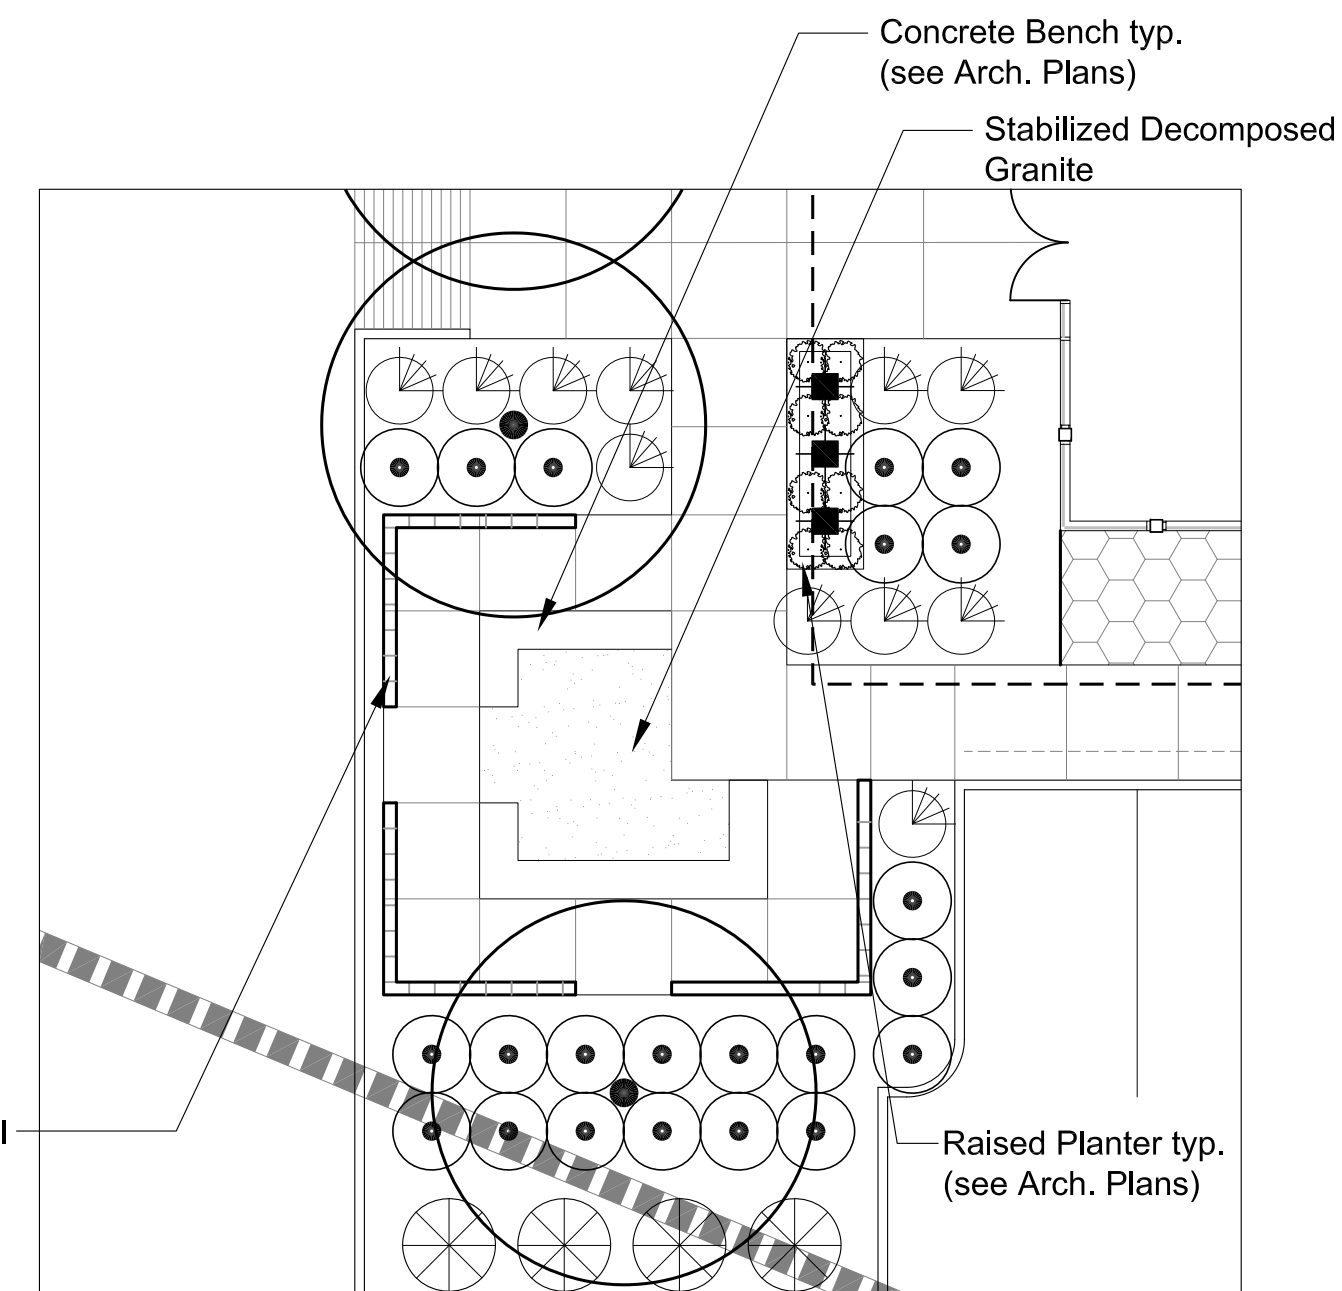 Concrete Bench typ.
(see Arch. Plans)
Stabilized Decomposed
Granite
Raised Planter typ.
(see Arch. Plans)